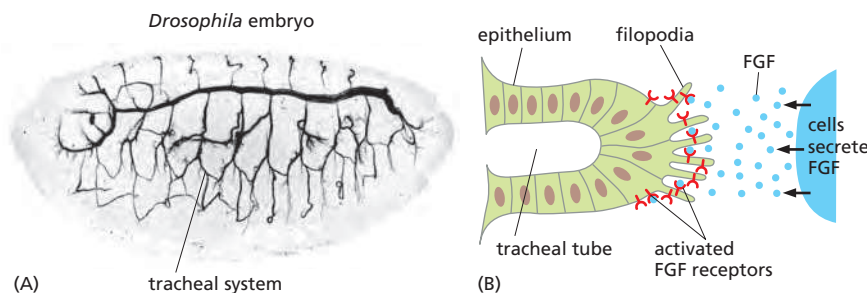 Drosophila embryo
tracheal system
(A)
epithelium
filopodia
FGF
cells
secrete
FGF
tracheal tube
activated
FGF receptors
(B)